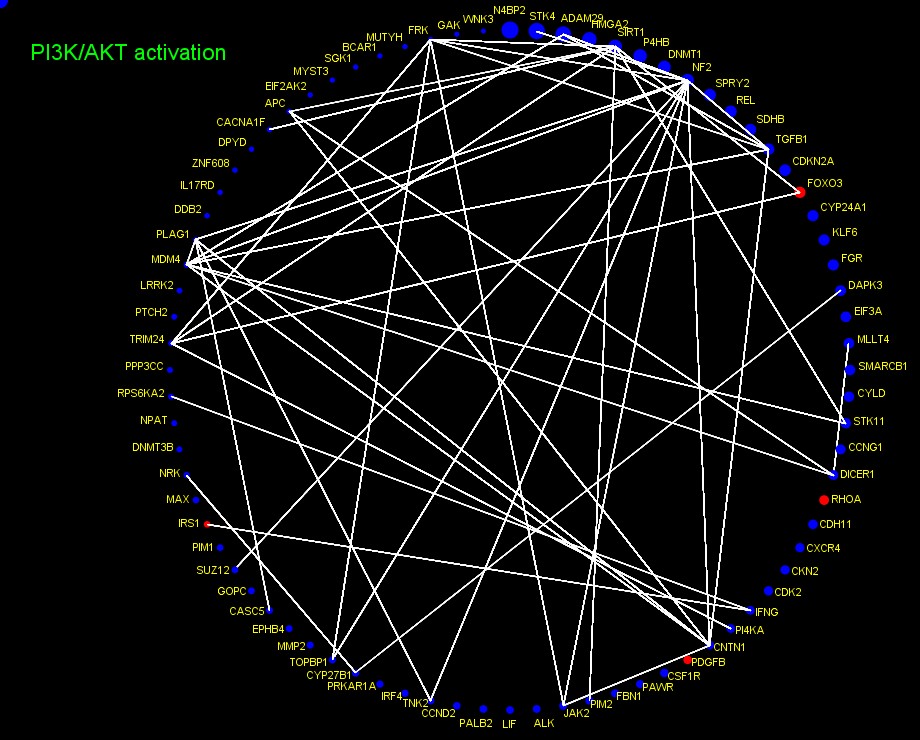 PI3K/AKT activation
N4BP2
STK4
ADAM29
HMGA2
SIRT1
P4HB
DNMT1
NF2
SPRY2
REL
SDHB
TGFB1
CDKN2A
FOXO3
CYP24A1
KLF6
FGR
DAPK3
EIF3A
MLLT4
SMARCB1
CYLD
STK11
CCNG1
DICER1
RHOA
CDH11
CXCR4
CKN2
CDK2
IFNG
PI4KA
CNTN1
PDGFB
CSF1R
PAWR
FBN1
PIM2
JAK2
ALK
LIF
PALB2
CCND2
TNK2
IRF4
PRKAR1A
CYP27B1
TOPBP1
MMP2
EPHB4
CASC5
GOPC
SUZ12
PIM1
IRS1
MAX
NRK
DNMT3B
NPAT
RPS6KA2
PPP3CC
TRIM24
PTCH2
LRRK2
MDM4
PLAG1
DDB2
IL17RD
ZNF608
DPYD
CACNA1F
APC
EIF2AK2
MYST3
SGK1
BCAR1
MUTYH
FRK
GAK
WNK3